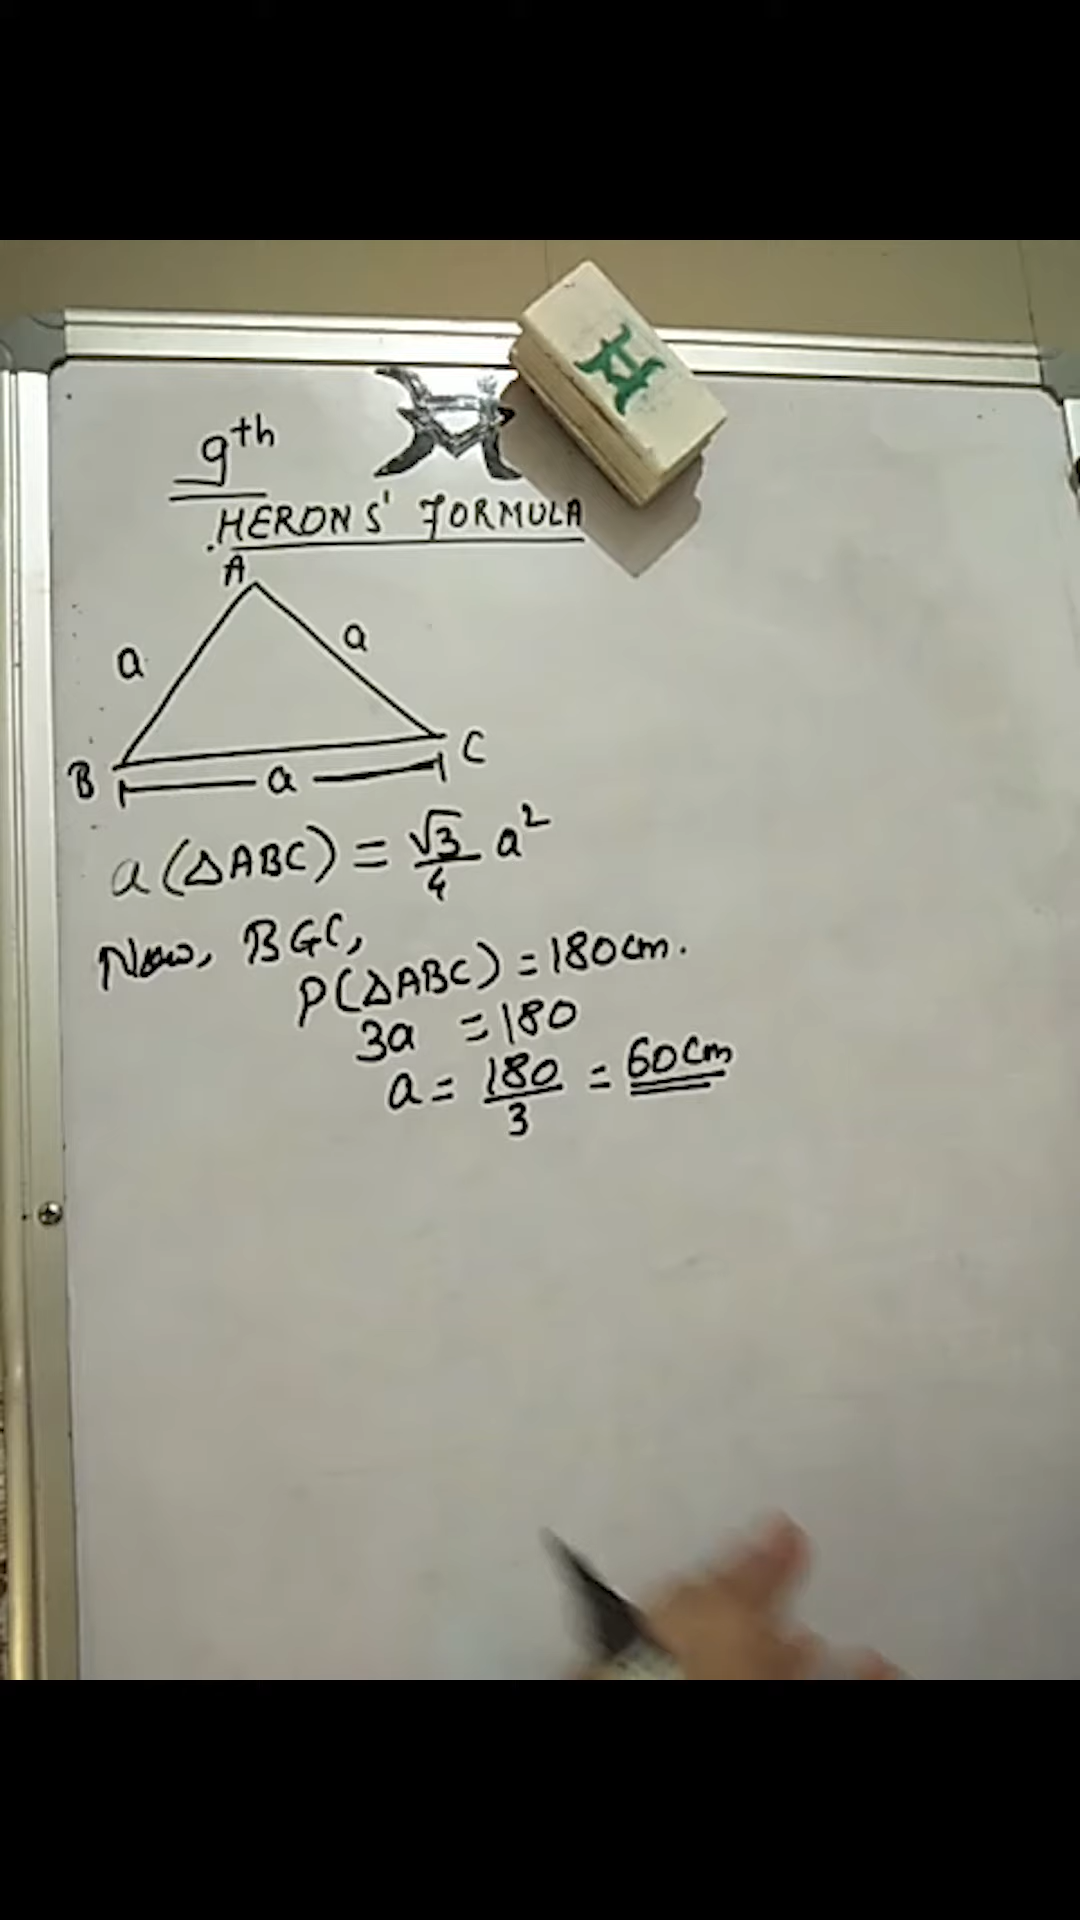 9th
HERONS' FORMULA
A
a
a
B
C
a
a(△ABC) = √3/4 a²
Now, BGC,
P(△ABC) = 180cm.
3a = 180
a = 180/3 = 60cm
H